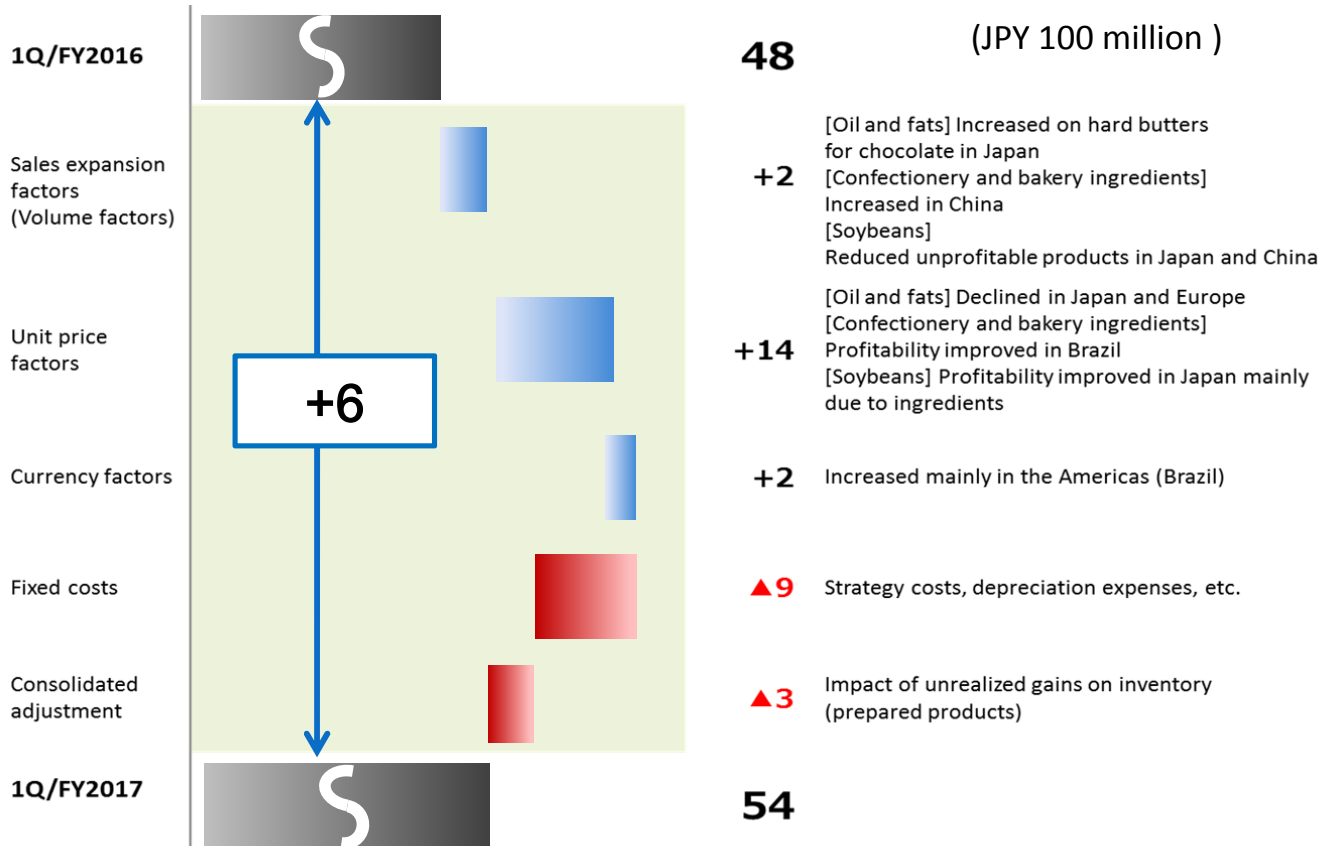 1Q/FY2016
48
(JPY 100 million )
Sales expansion
factors
(Volume factors)
+2
[Oil and fats] Increased on hard butters
for chocolate in Japan
[Confectionery and bakery ingredients]
Increased in China
[Soybeans]
Reduced unprofitable products in Japan and China
Unit price
factors
+14
[Oil and fats] Declined in Japan and Europe
[Confectionery and bakery ingredients]
Profitability improved in Brazil
[Soybeans] Profitability improved in Japan mainly
due to ingredients
+6
Currency factors
+2
Increased mainly in the Americas (Brazil)
Fixed costs
▲9
Strategy costs, depreciation expenses, etc.
Consolidated
adjustment
▲3
Impact of unrealized gains on inventory
(prepared products)
1Q/FY2017
54